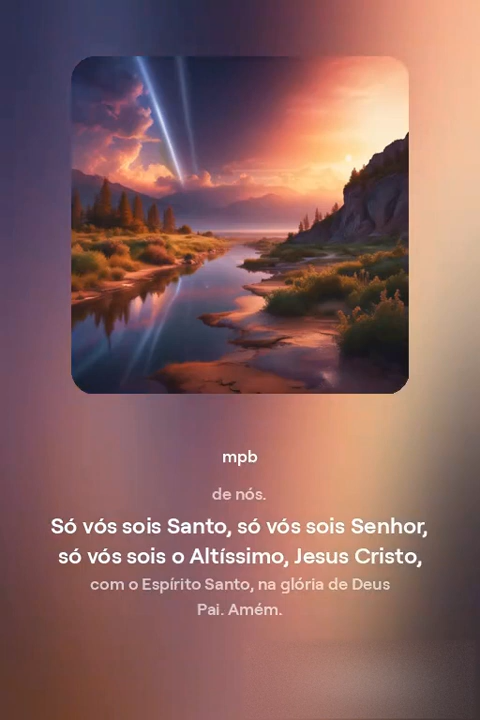 mpb
de nós.
Só vós sois Santo, só vós sois Senhor,
só vós sois o Altíssimo, Jesus Cristo,
com o Espírito Santo, na glória de Deus
Pai. Amém.